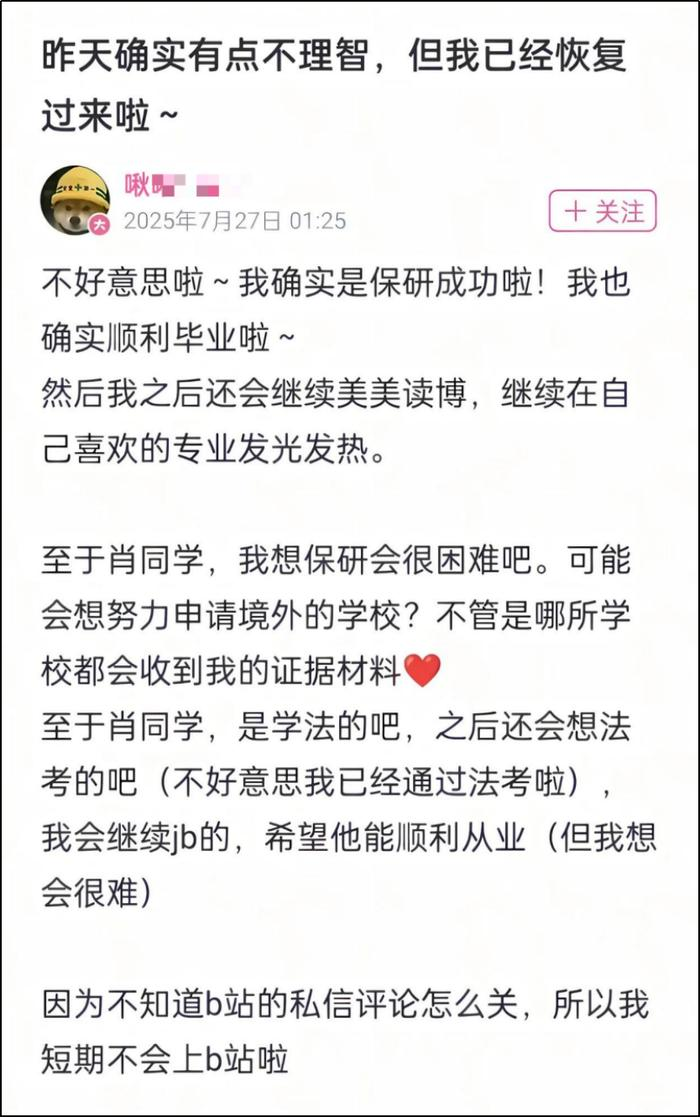 昨天确实有点不理智，但我已经恢复
过来啦～
啾
大
2025年7月27日 01:25
＋ 关注
不好意思啦～我确实是保研成功啦！我也
确实顺利毕业啦～
然后我之后还会继续美美读博，继续在自
己喜欢的专业发光发热。
至于肖同学，我想保研会很困难吧。可能
会想努力申请境外的学校？不管是哪所学
校都会收到我的证据材料❤️
至于肖同学，是学法的吧，之后还会想法
考的吧（不好意思我已经通过法考啦），
我会继续jb的，希望他能顺利从业（但我想
会很难）
因为不知道b站的私信评论怎么关，所以我
短期不会上b站啦